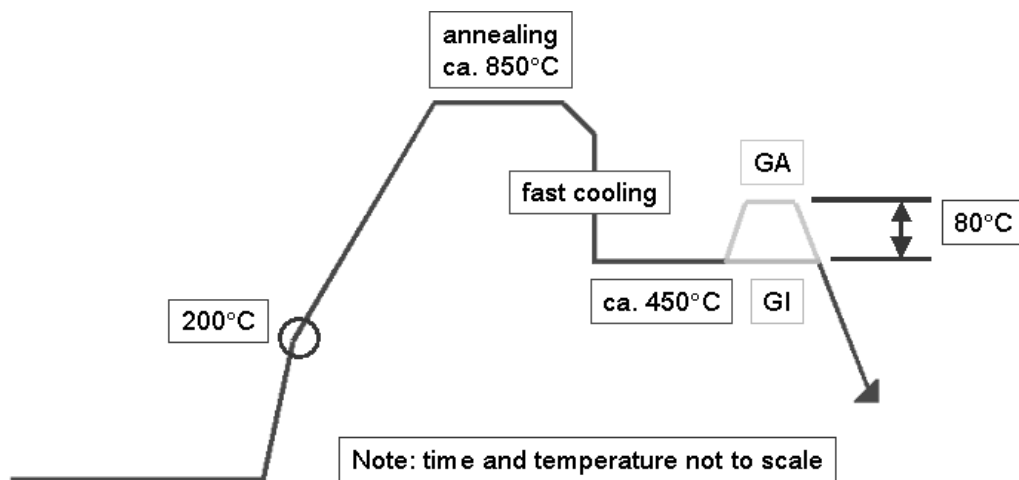 annealing
ca. 850°C
GA
fast cooling
80°C
ca. 450°C
GI
200°C
Note: time and temperature not to scale